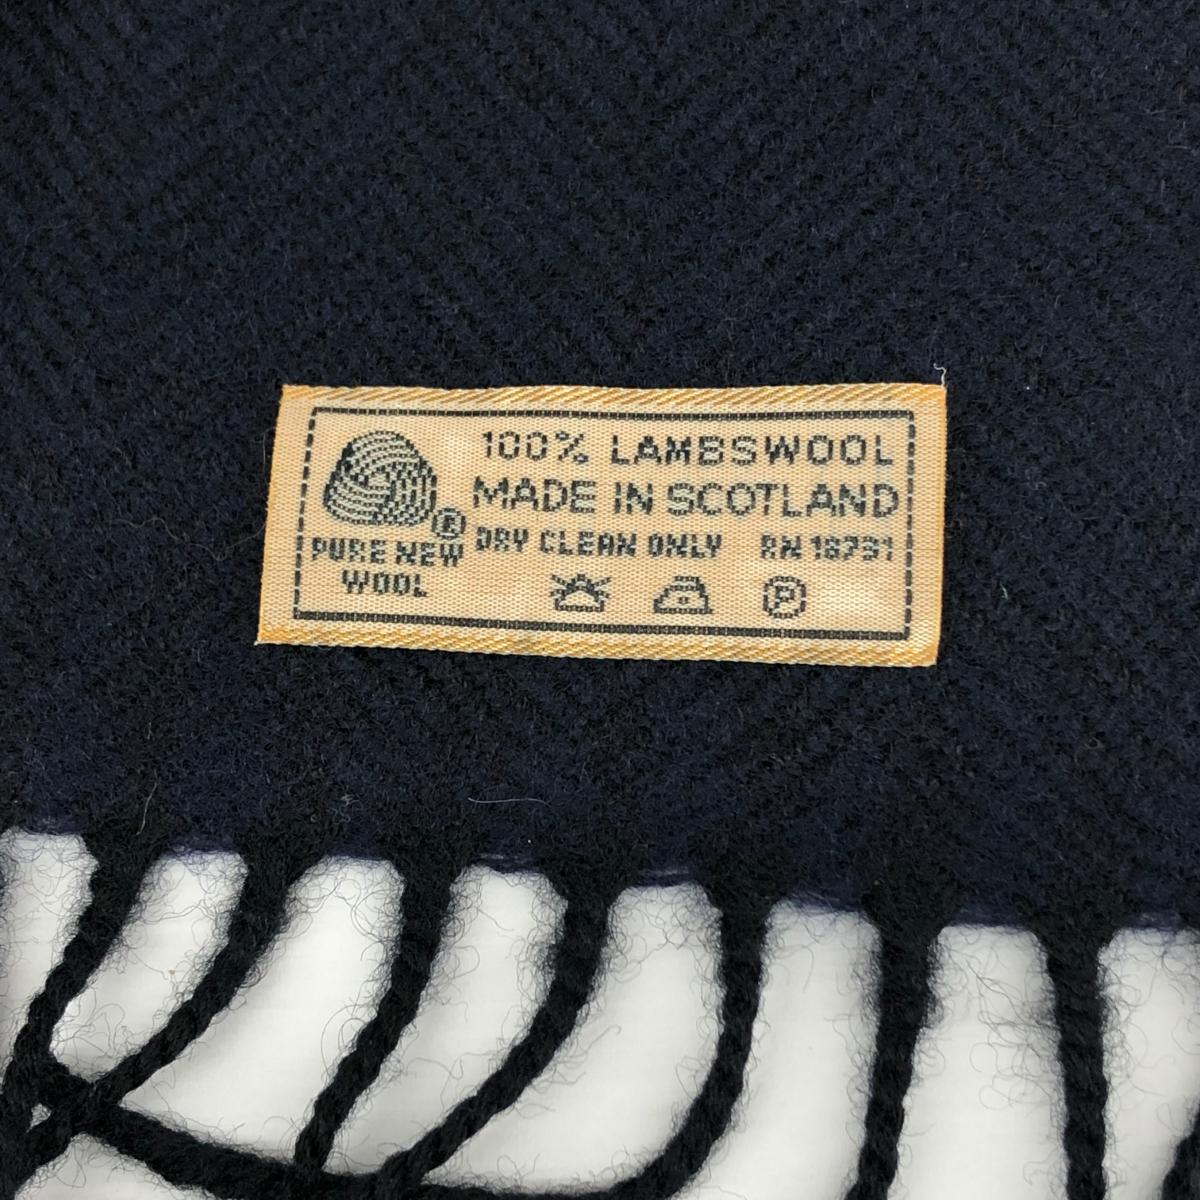 100% LAMBSWOOL
MADE IN SCOTLAND
DRY CLEAN ONLY RN 18731
®
PURE NEW
WOOL
P